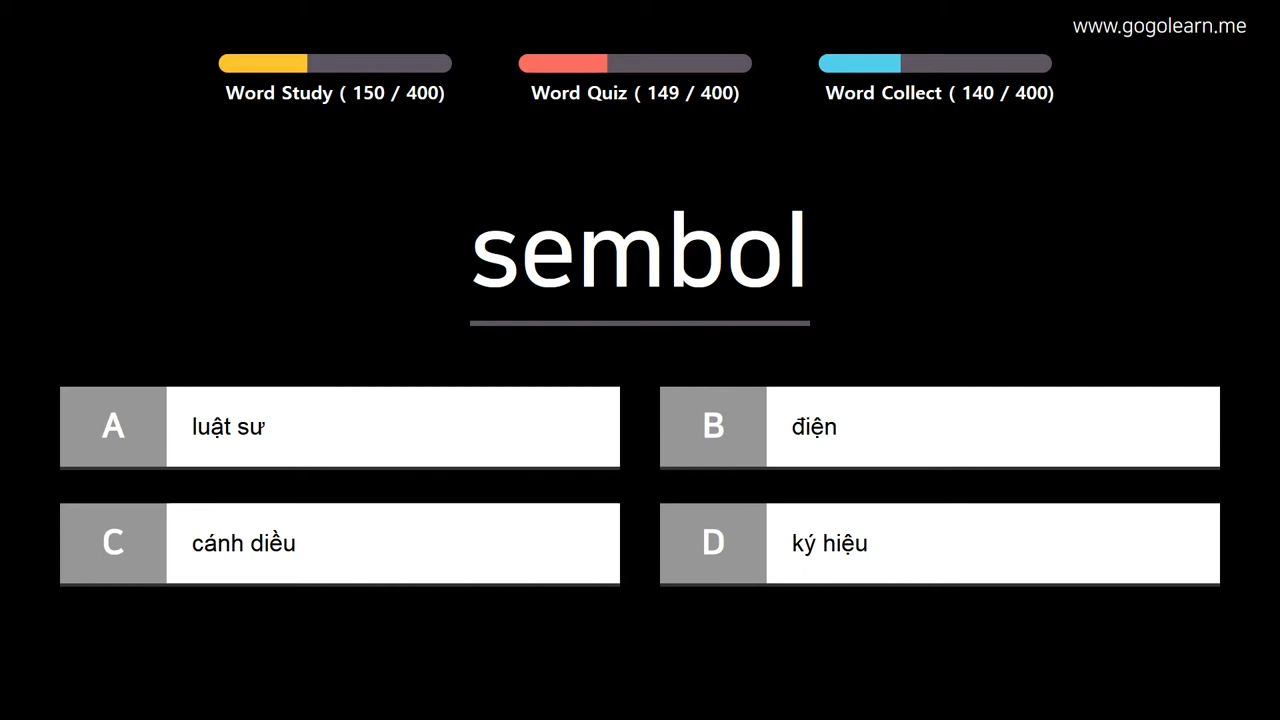 www.gogolearn.me
Word Study ( 150 / 400)
Word Quiz ( 149 / 400)
Word Collect ( 140 / 400)
sembol
A luật sư
B điện
C cánh diều
D ký hiệu